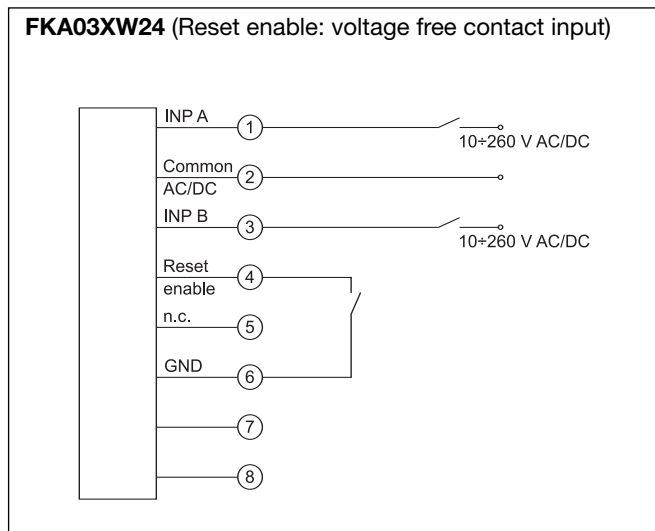 FKA03XW24 (Reset enable: voltage free contact input)
INP A
1
10÷260 V AC/DC
Common
AC/DC
2
INP B
3
10÷260 V AC/DC
Reset
enable
4
n.c.
5
GND
6
7
8